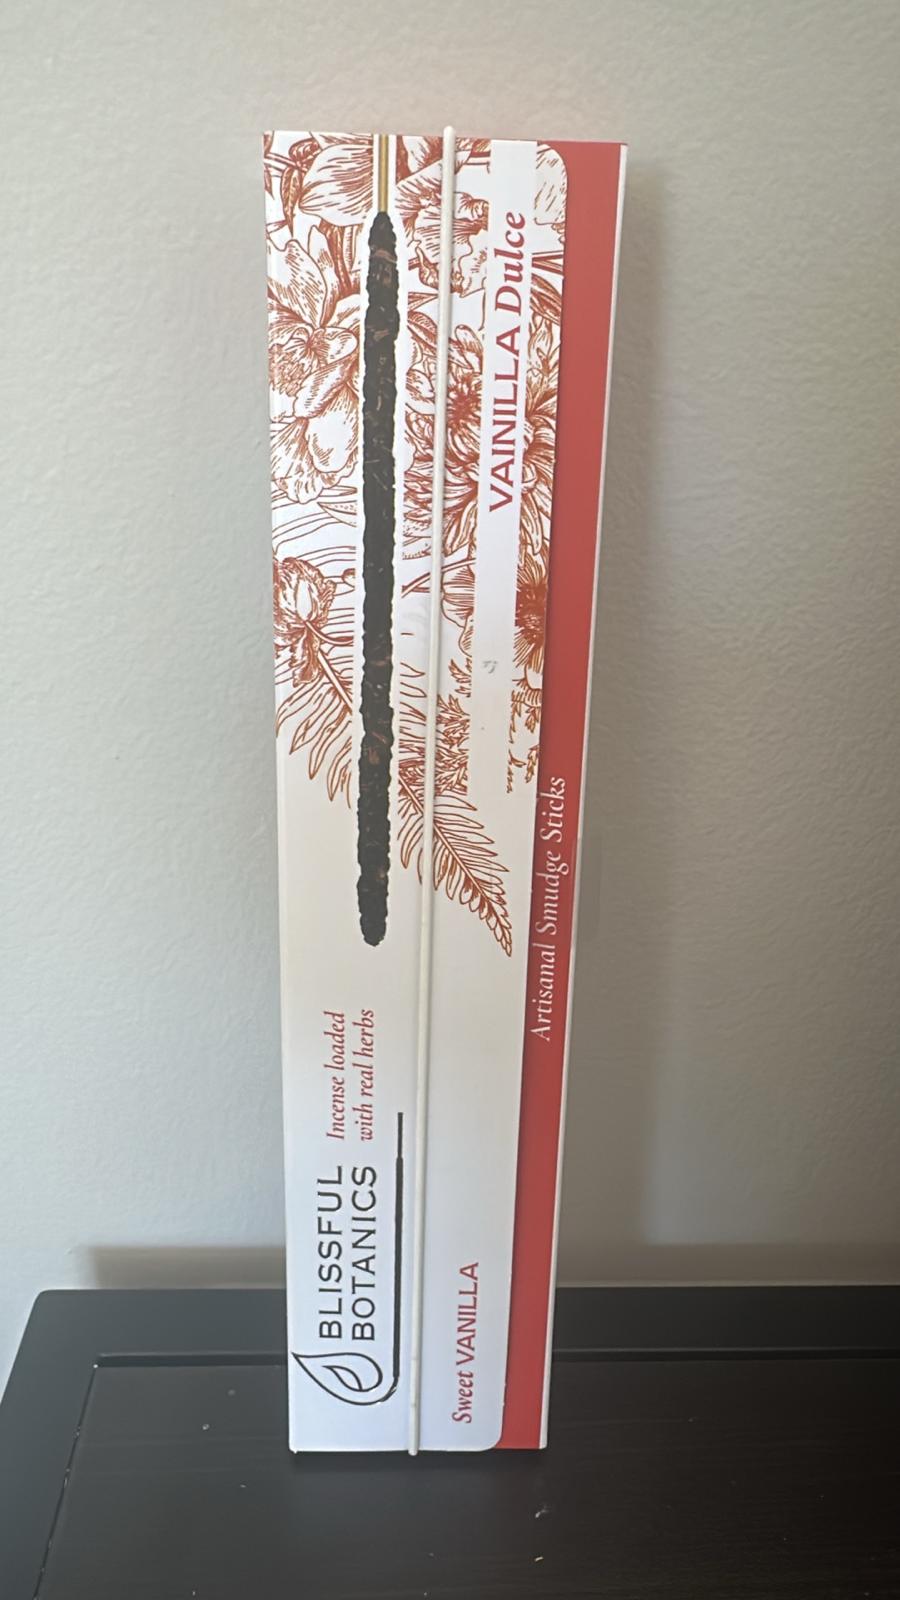 BLISSFUL
BOTANICS
Incense loaded
with real herbs
Sweet VANILLA
VAINILLA Dulce
Artisanal Smudge Sticks